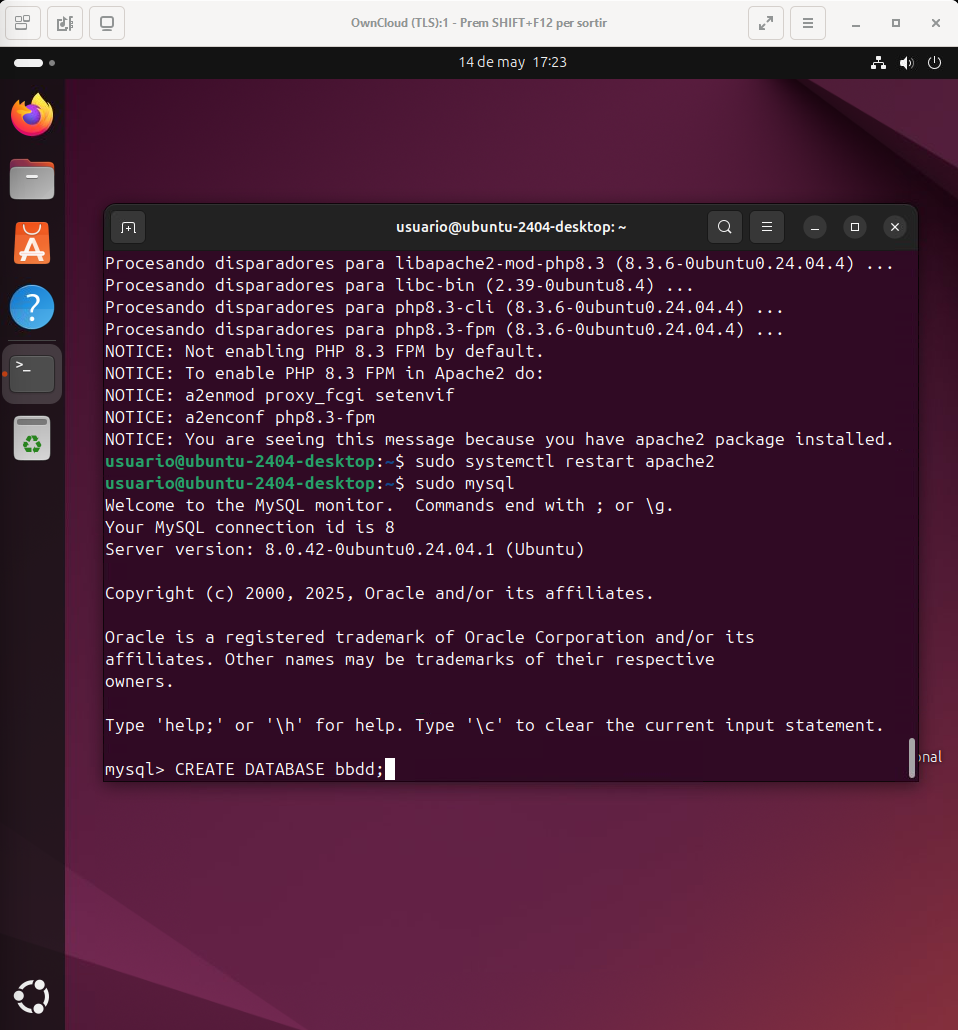 OwnCloud (TLS):1 - Prem SHIFT+F12 per sortir
14 de may 17:23
usuario@ubuntu-2404-desktop: ~
Procesando disparadores para libapache2-mod-php8.3 (8.3.6-0ubuntu0.24.04.4) ...
Procesando disparadores para libc-bin (2.39-0ubuntu8.4) ...
Procesando disparadores para php8.3-cli (8.3.6-0ubuntu0.24.04.4) ...
Procesando disparadores para php8.3-fpm (8.3.6-0ubuntu0.24.04.4) ...
NOTICE: Not enabling PHP 8.3 FPM by default.
NOTICE: To enable PHP 8.3 FPM in Apache2 do:
NOTICE: a2enmod proxy_fcgi setenvif
NOTICE: a2enconf php8.3-fpm
NOTICE: You are seeing this message because you have apache2 package installed.
usuario@ubuntu-2404-desktop:~$ sudo systemctl restart apache2
usuario@ubuntu-2404-desktop:~$ sudo mysql
Welcome to the MySQL monitor.  Commands end with ; or \g.
Your MySQL connection id is 8
Server version: 8.0.42-0ubuntu0.24.04.1 (Ubuntu)
Copyright (c) 2000, 2025, Oracle and/or its affiliates.
Oracle is a registered trademark of Oracle Corporation and/or its
affiliates. Other names may be trademarks of their respective
owners.
Type 'help;' or '\h' for help. Type '\c' to clear the current input statement.
mysql> CREATE DATABASE bbdd;